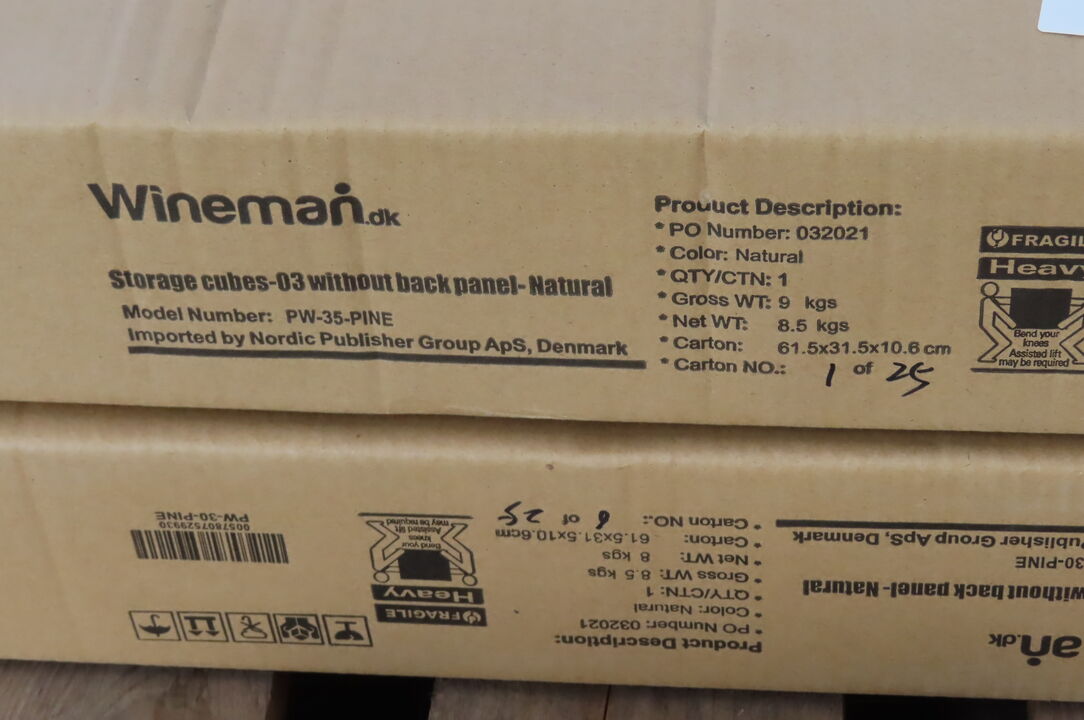 Wineman.dk
Storage cubes-03 without back panel- Natural
Model Number: PW-35-PINE
Imported by Nordic Publisher Group ApS, Denmark
Product Description:
* PO Number: 032021
* Color: Natural
* QTY/CTN: 1
* Gross WT: 9 kgs
* Net WT: 8.5 kgs
* Carton: 61.5x31.5x10.6 cm
* Carton NO.: 1 of 25
FRAGIL
Heavy
Bend your
knees
Assisted lift
may be required
an.dk
without back panel- Natural
30-PINE
Publisher Group ApS, Denmark
Product Description:
* PO Number: 032021
* Color: Natural
* QTY/CTN: 1
* Gross WT: 8.5 kgs
* Net WT: 8 kgs
* Carton: 61.5x31.5x10.6cm
* Carton NO.: 6 of 25
FRAGILE
Heavy
Bend your
knees
Assisted lift
may be required
0057807529930
PW-30-PINE